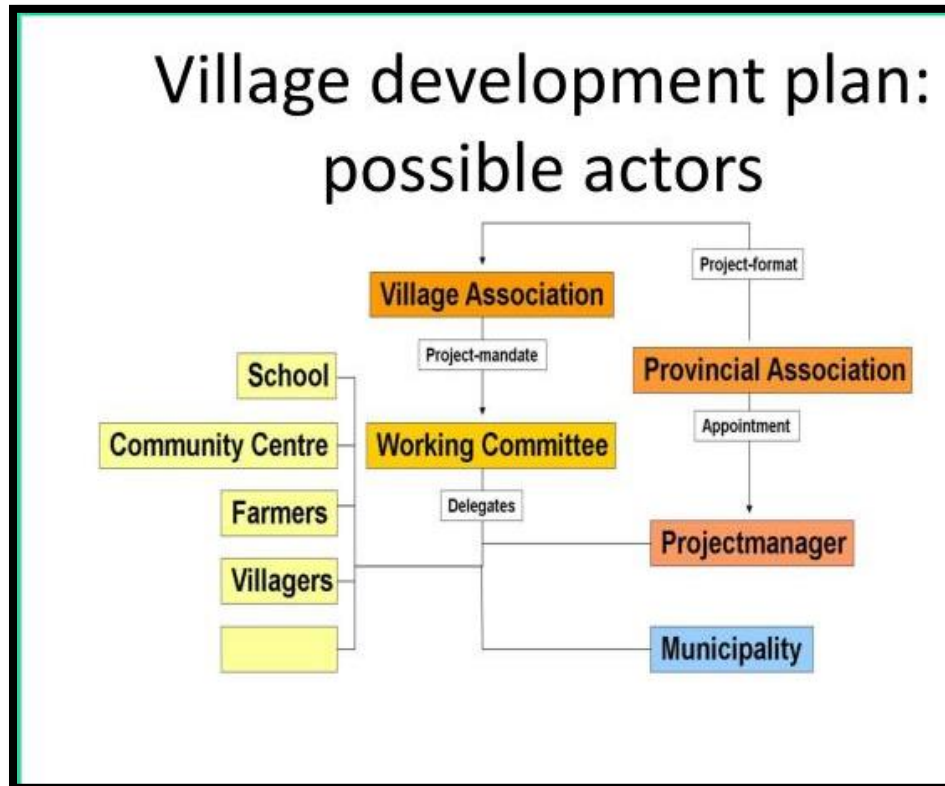 Village development plan:
possible actors
Project-format
Village Association
Project-mandate
School
Provincial Association
Appointment
Community Centre
Working Committee
Delegates
Farmers
Projectmanager
Villagers
Municipality